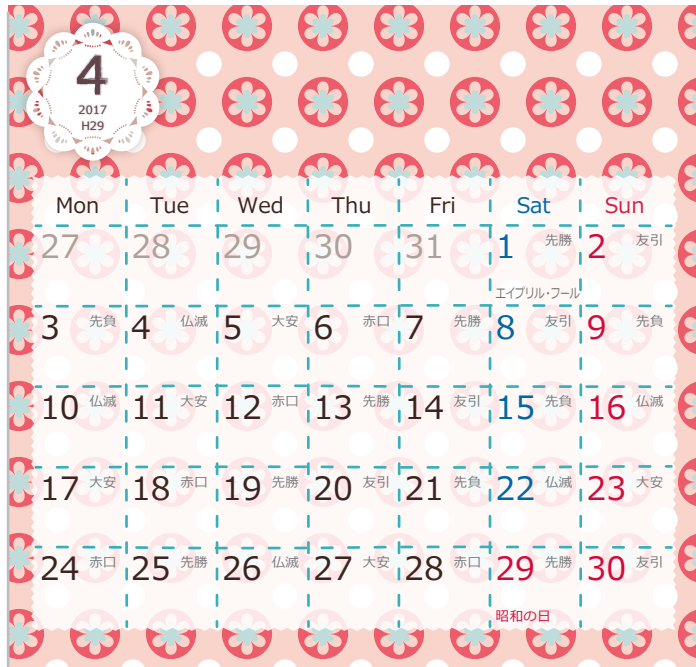 4
2017
H29
Mon Tue Wed Thu Fri Sat Sun
27 28 29 30 31 1 先勝 2 友引
エイプリル・フール
3 先負 4 仏滅 5 大安 6 赤口 7 先勝 8 友引 9 先負
10 仏滅 11 大安 12 赤口 13 先勝 14 友引 15 先負 16 仏滅
17 大安 18 赤口 19 先勝 20 友引 21 先負 22 仏滅 23 大安
24 赤口 25 先勝 26 仏滅 27 大安 28 赤口 29 先勝 30 友引
昭和の日